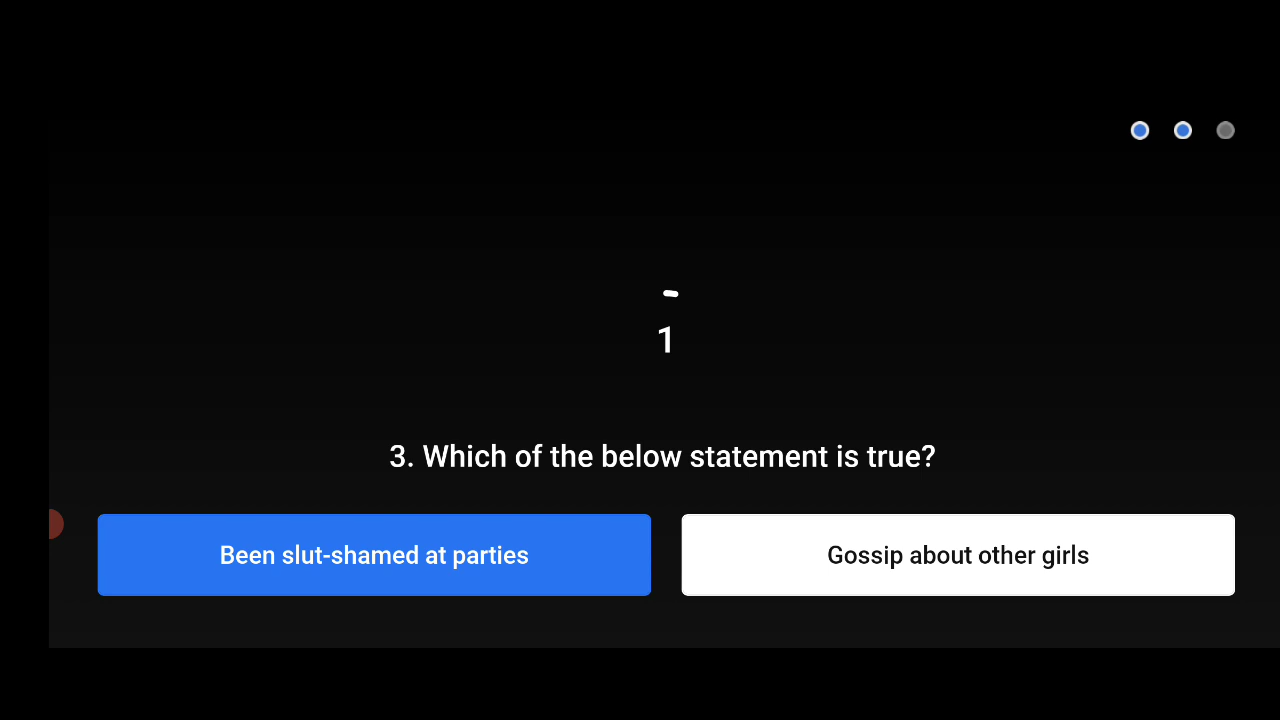 1
3. Which of the below statement is true?
Been slut-shamed at parties
Gossip about other girls